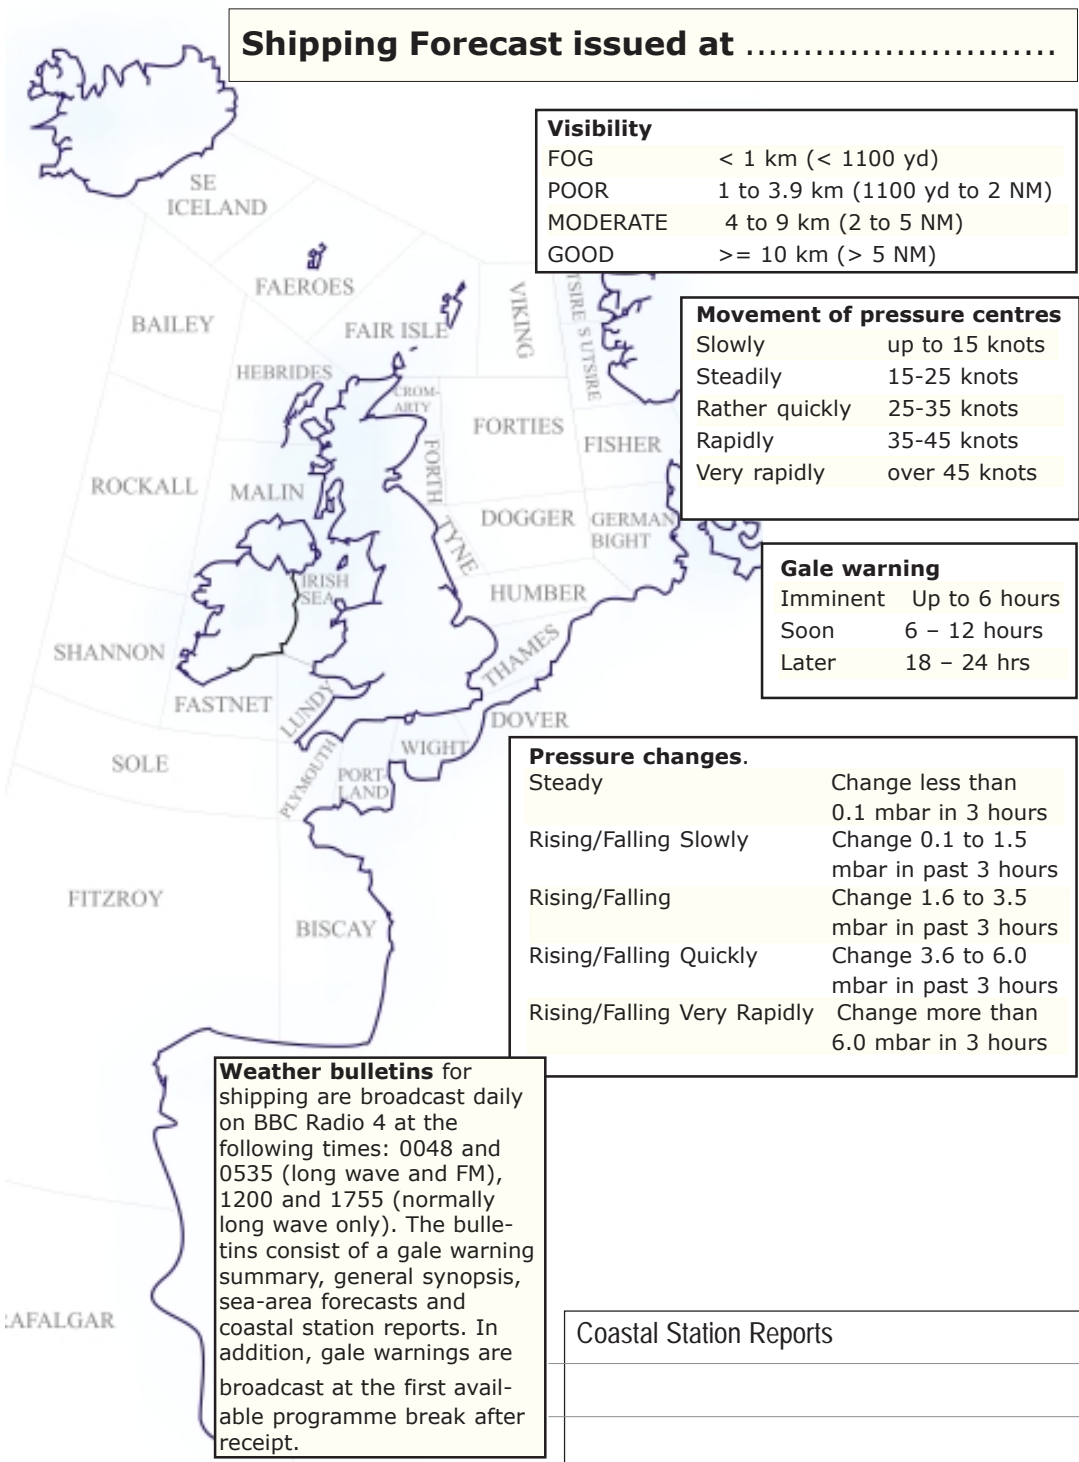 Shipping Forecast issued at ...........................
Visibility
FOG < 1 km (< 1100 yd)
POOR 1 to 3.9 km (1100 yd to 2 NM)
MODERATE 4 to 9 km (2 to 5 NM)
GOOD >= 10 km (> 5 NM)
SE
ICELAND
FAEROES
BAILEY
FAIR ISLE
VIKING
TSIRE
S UTSIRE
Movement of pressure centres
Slowly up to 15 knots
Steadily 15-25 knots
Rather quickly 25-35 knots
Rapidly 35-45 knots
Very rapidly over 45 knots
HEBRIDES
CROM-
ARTY
FORTIES
FISHER
FORTH
ROCKALL
MALIN
DOGGER
GERMAN
BIGHT
TYNE
IRISH
SEA
HUMBER
Gale warning
Imminent Up to 6 hours
Soon 6 – 12 hours
Later 18 – 24 hrs
SHANNON
THAMES
FASTNET
LUNDY
DOVER
SOLE
PLYMOUTH
WIGHT
PORT-
LAND
Pressure changes.
Steady Change less than
0.1 mbar in 3 hours
Rising/Falling Slowly Change 0.1 to 1.5
mbar in past 3 hours
Rising/Falling Change 1.6 to 3.5
mbar in past 3 hours
Rising/Falling Quickly Change 3.6 to 6.0
mbar in past 3 hours
Rising/Falling Very Rapidly Change more than
6.0 mbar in 3 hours
FITZROY
BISCAY
Weather bulletins for
shipping are broadcast daily
on BBC Radio 4 at the
following times: 0048 and
0535 (long wave and FM),
1200 and 1755 (normally
long wave only). The bulle-
tins consist of a gale warning
summary, general synopsis,
sea-area forecasts and
coastal station reports. In
addition, gale warnings are
broadcast at the first avail-
able programme break after
receipt.
RAFALGAR
Coastal Station Reports